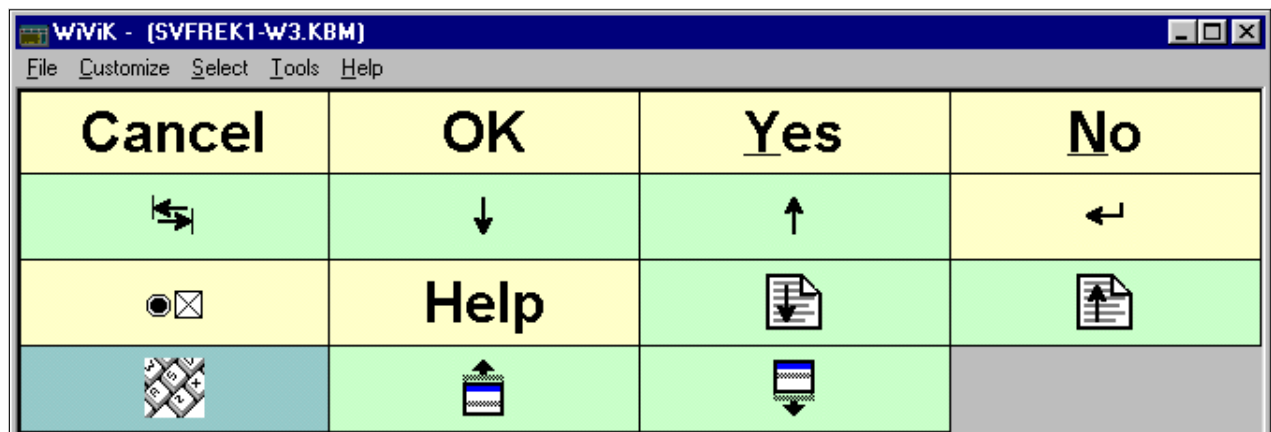 WiViK - (SVFREK1-W3.KBM)
File Customize Select Tools Help
Cancel OK Yes No
Help